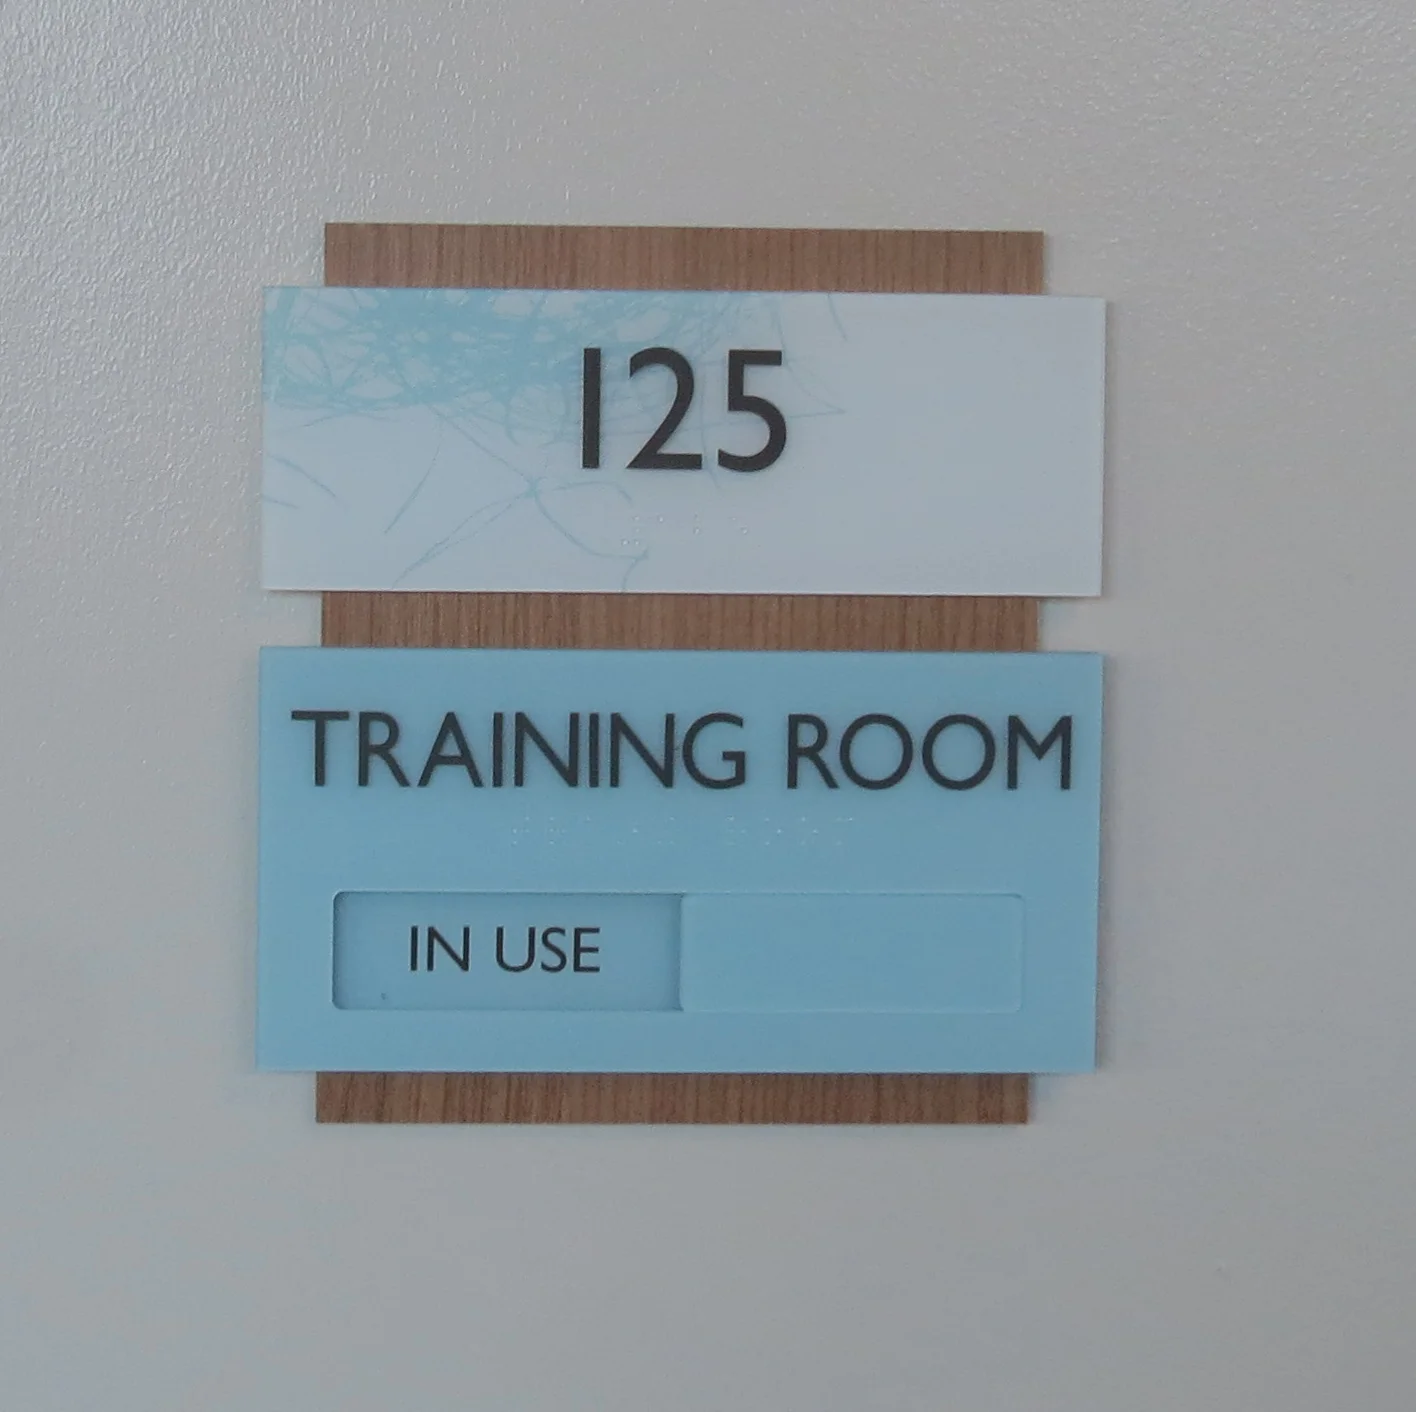 125
TRAINING ROOM
IN USE